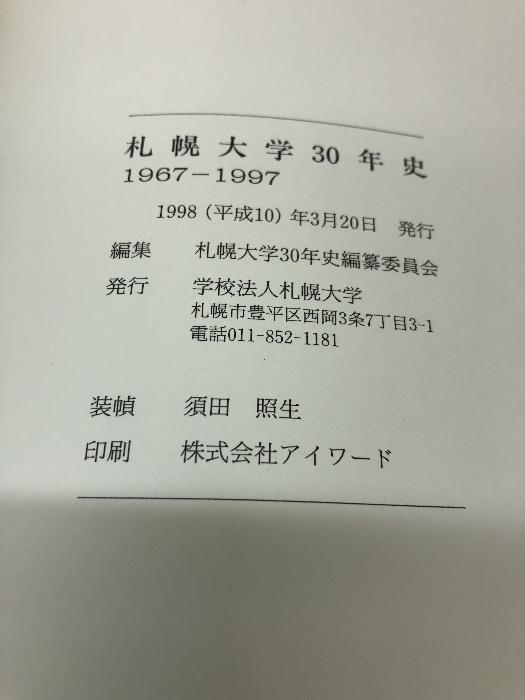 札幌大学30年史
1967-1997
1998（平成10）年3月20日 発行
編集 札幌大学30年史編纂委員会
発行 学校法人札幌大学
札幌市豊平区西岡3条7丁目3-1
電話011-852-1181
装幀 須田 照生
印刷 株式会社アイワード